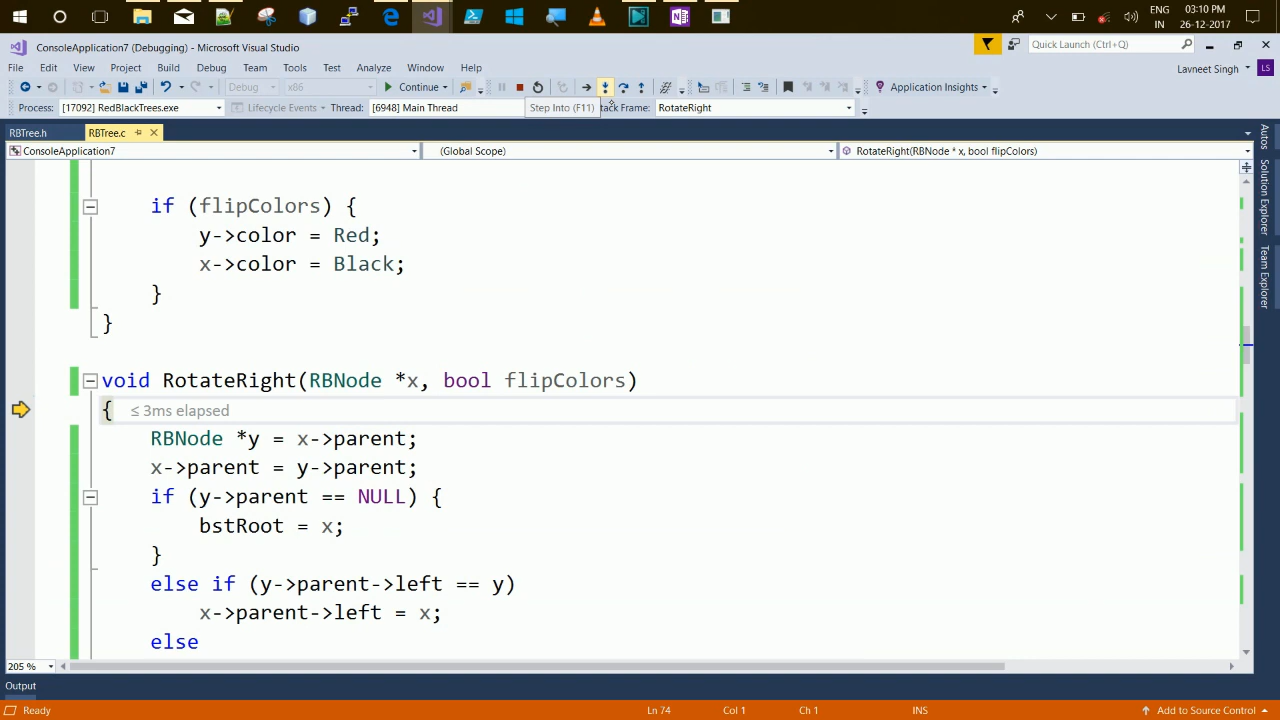 03:10 PM
ENG
IN
26-12-2017
ConsoleApplication7 (Debugging) - Microsoft Visual Studio
Quick Launch (Ctrl+Q)
File Edit View Project Build Debug Team Tools Test Analyze Window Help
Lavneet Singh
LS
Debug x86 Continue Application Insights
Process: [17092] RedBlackTrees.exe Lifecycle Events Thread: [6948] Main Thread Step Into (F11) tack Frame: RotateRight
RBTree.h RBTree.c
ConsoleApplication7 (Global Scope) RotateRight(RBNode * x, bool flipColors)
if (flipColors) {
y->color = Red;
x->color = Black;
}
}
void RotateRight(RBNode *x, bool flipColors)
{ ≤ 3ms elapsed
RBNode *y = x->parent;
x->parent = y->parent;
if (y->parent == NULL) {
bstRoot = x;
}
else if (y->parent->left == y)
x->parent->left = x;
else
Autos
Solution Explorer
Team Explorer
205 %
Output
Ready Ln 74 Col 1 Ch 1 INS Add to Source Control